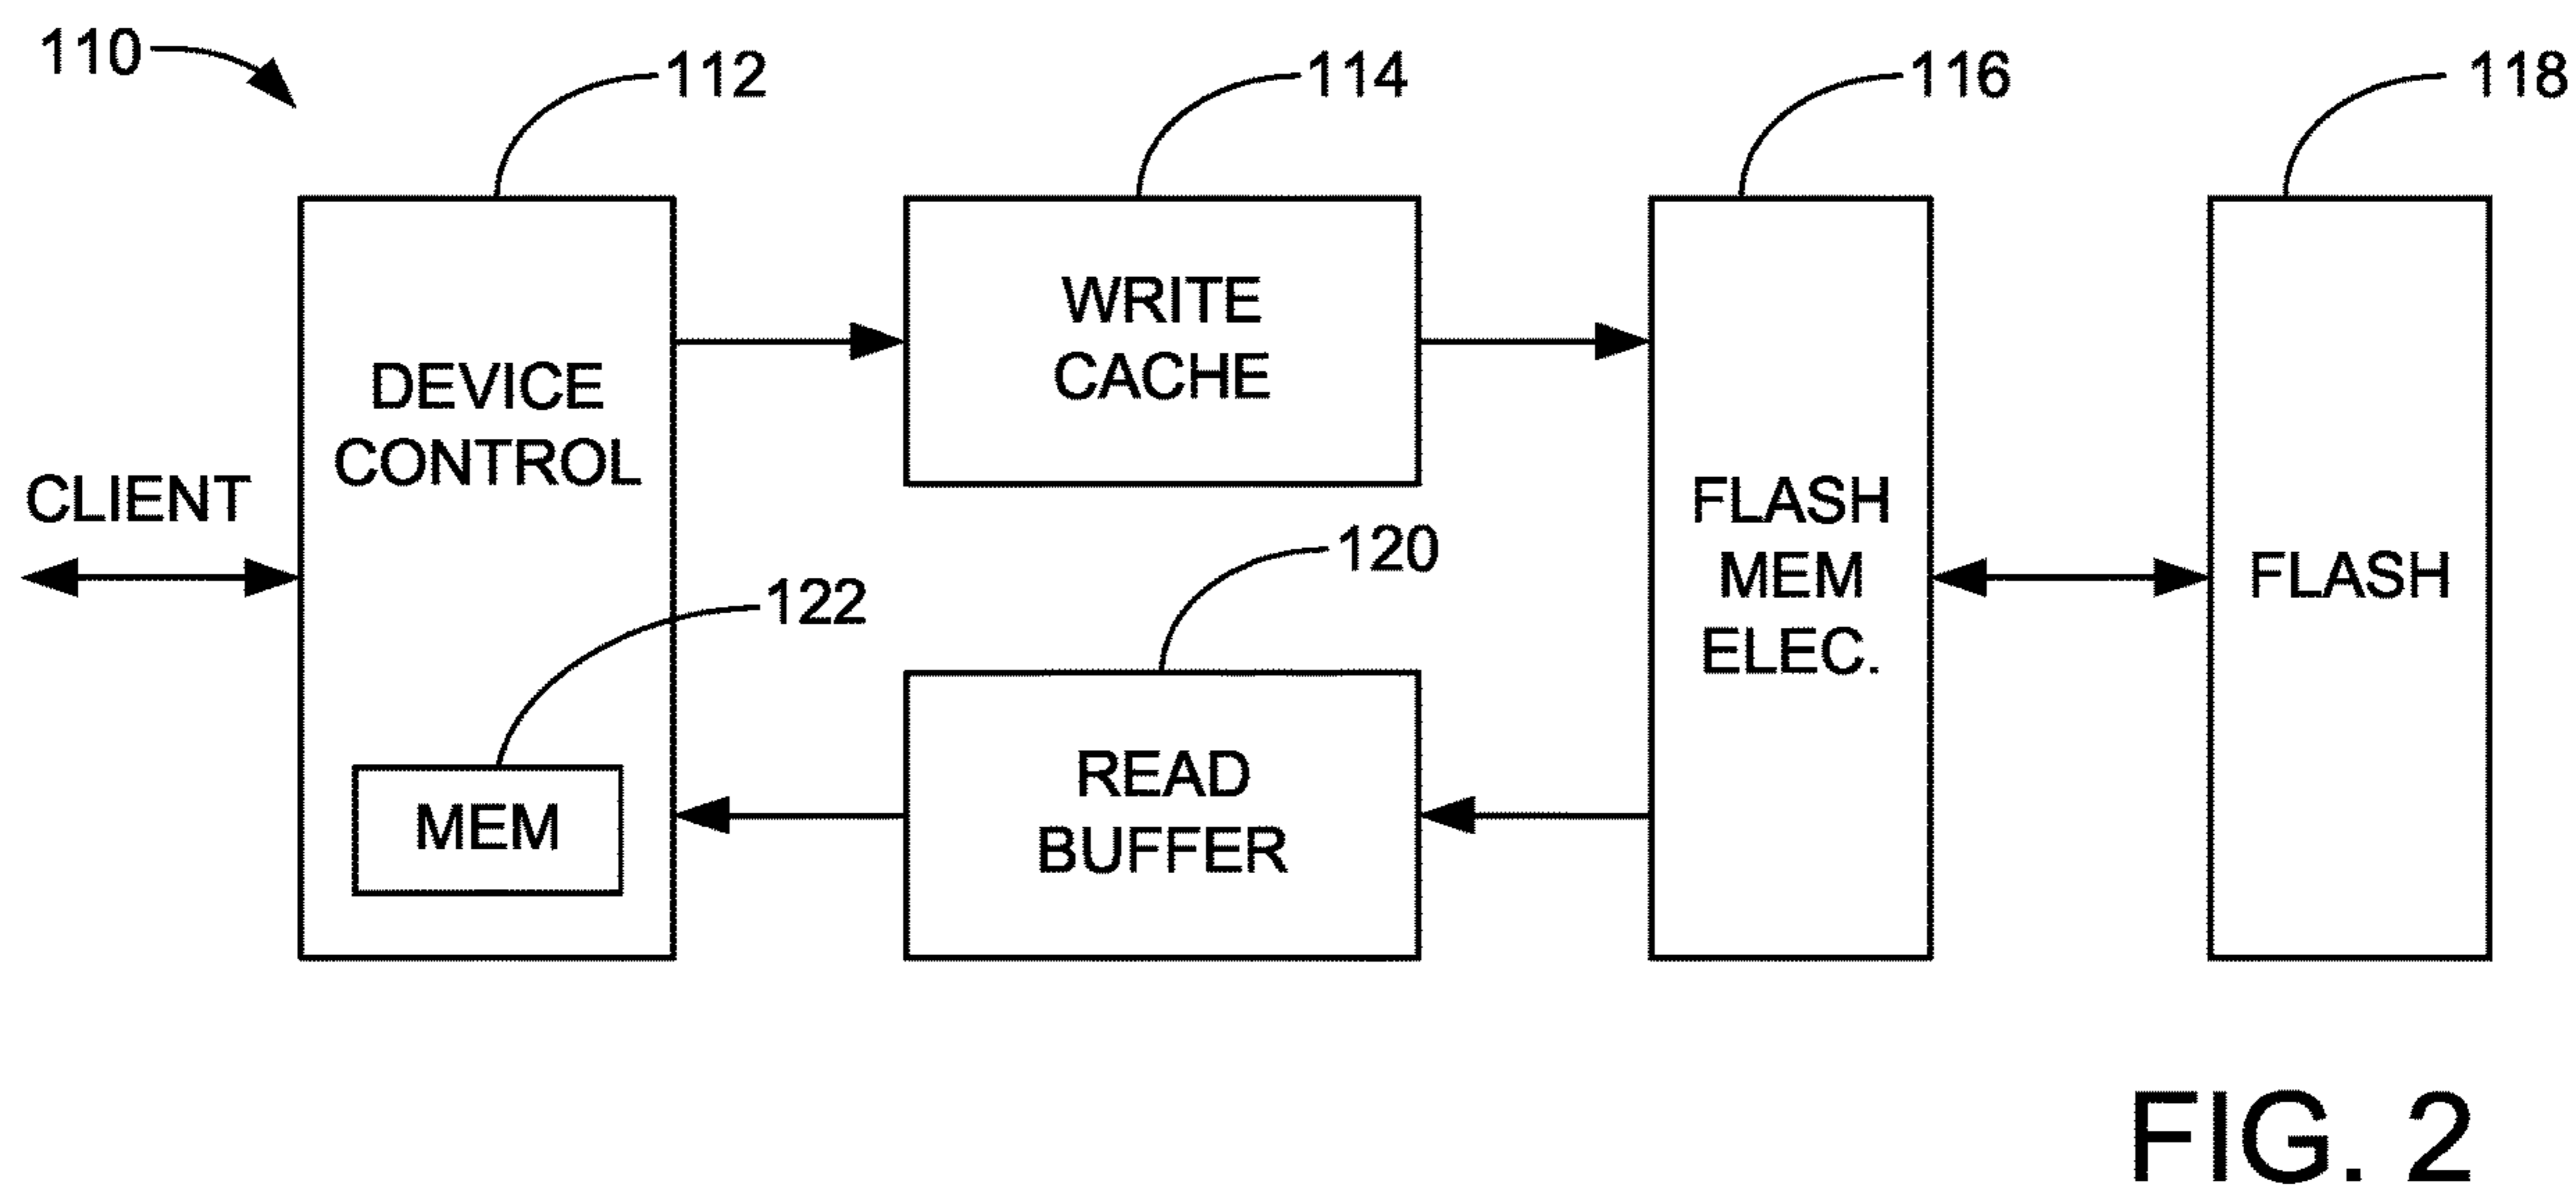 110
112
114
116
118
WRITE
CACHE
DEVICE
CONTROL
CLIENT
FLASH
MEM
ELEC.
FLASH
120
122
READ
BUFFER
MEM
FIG. 2